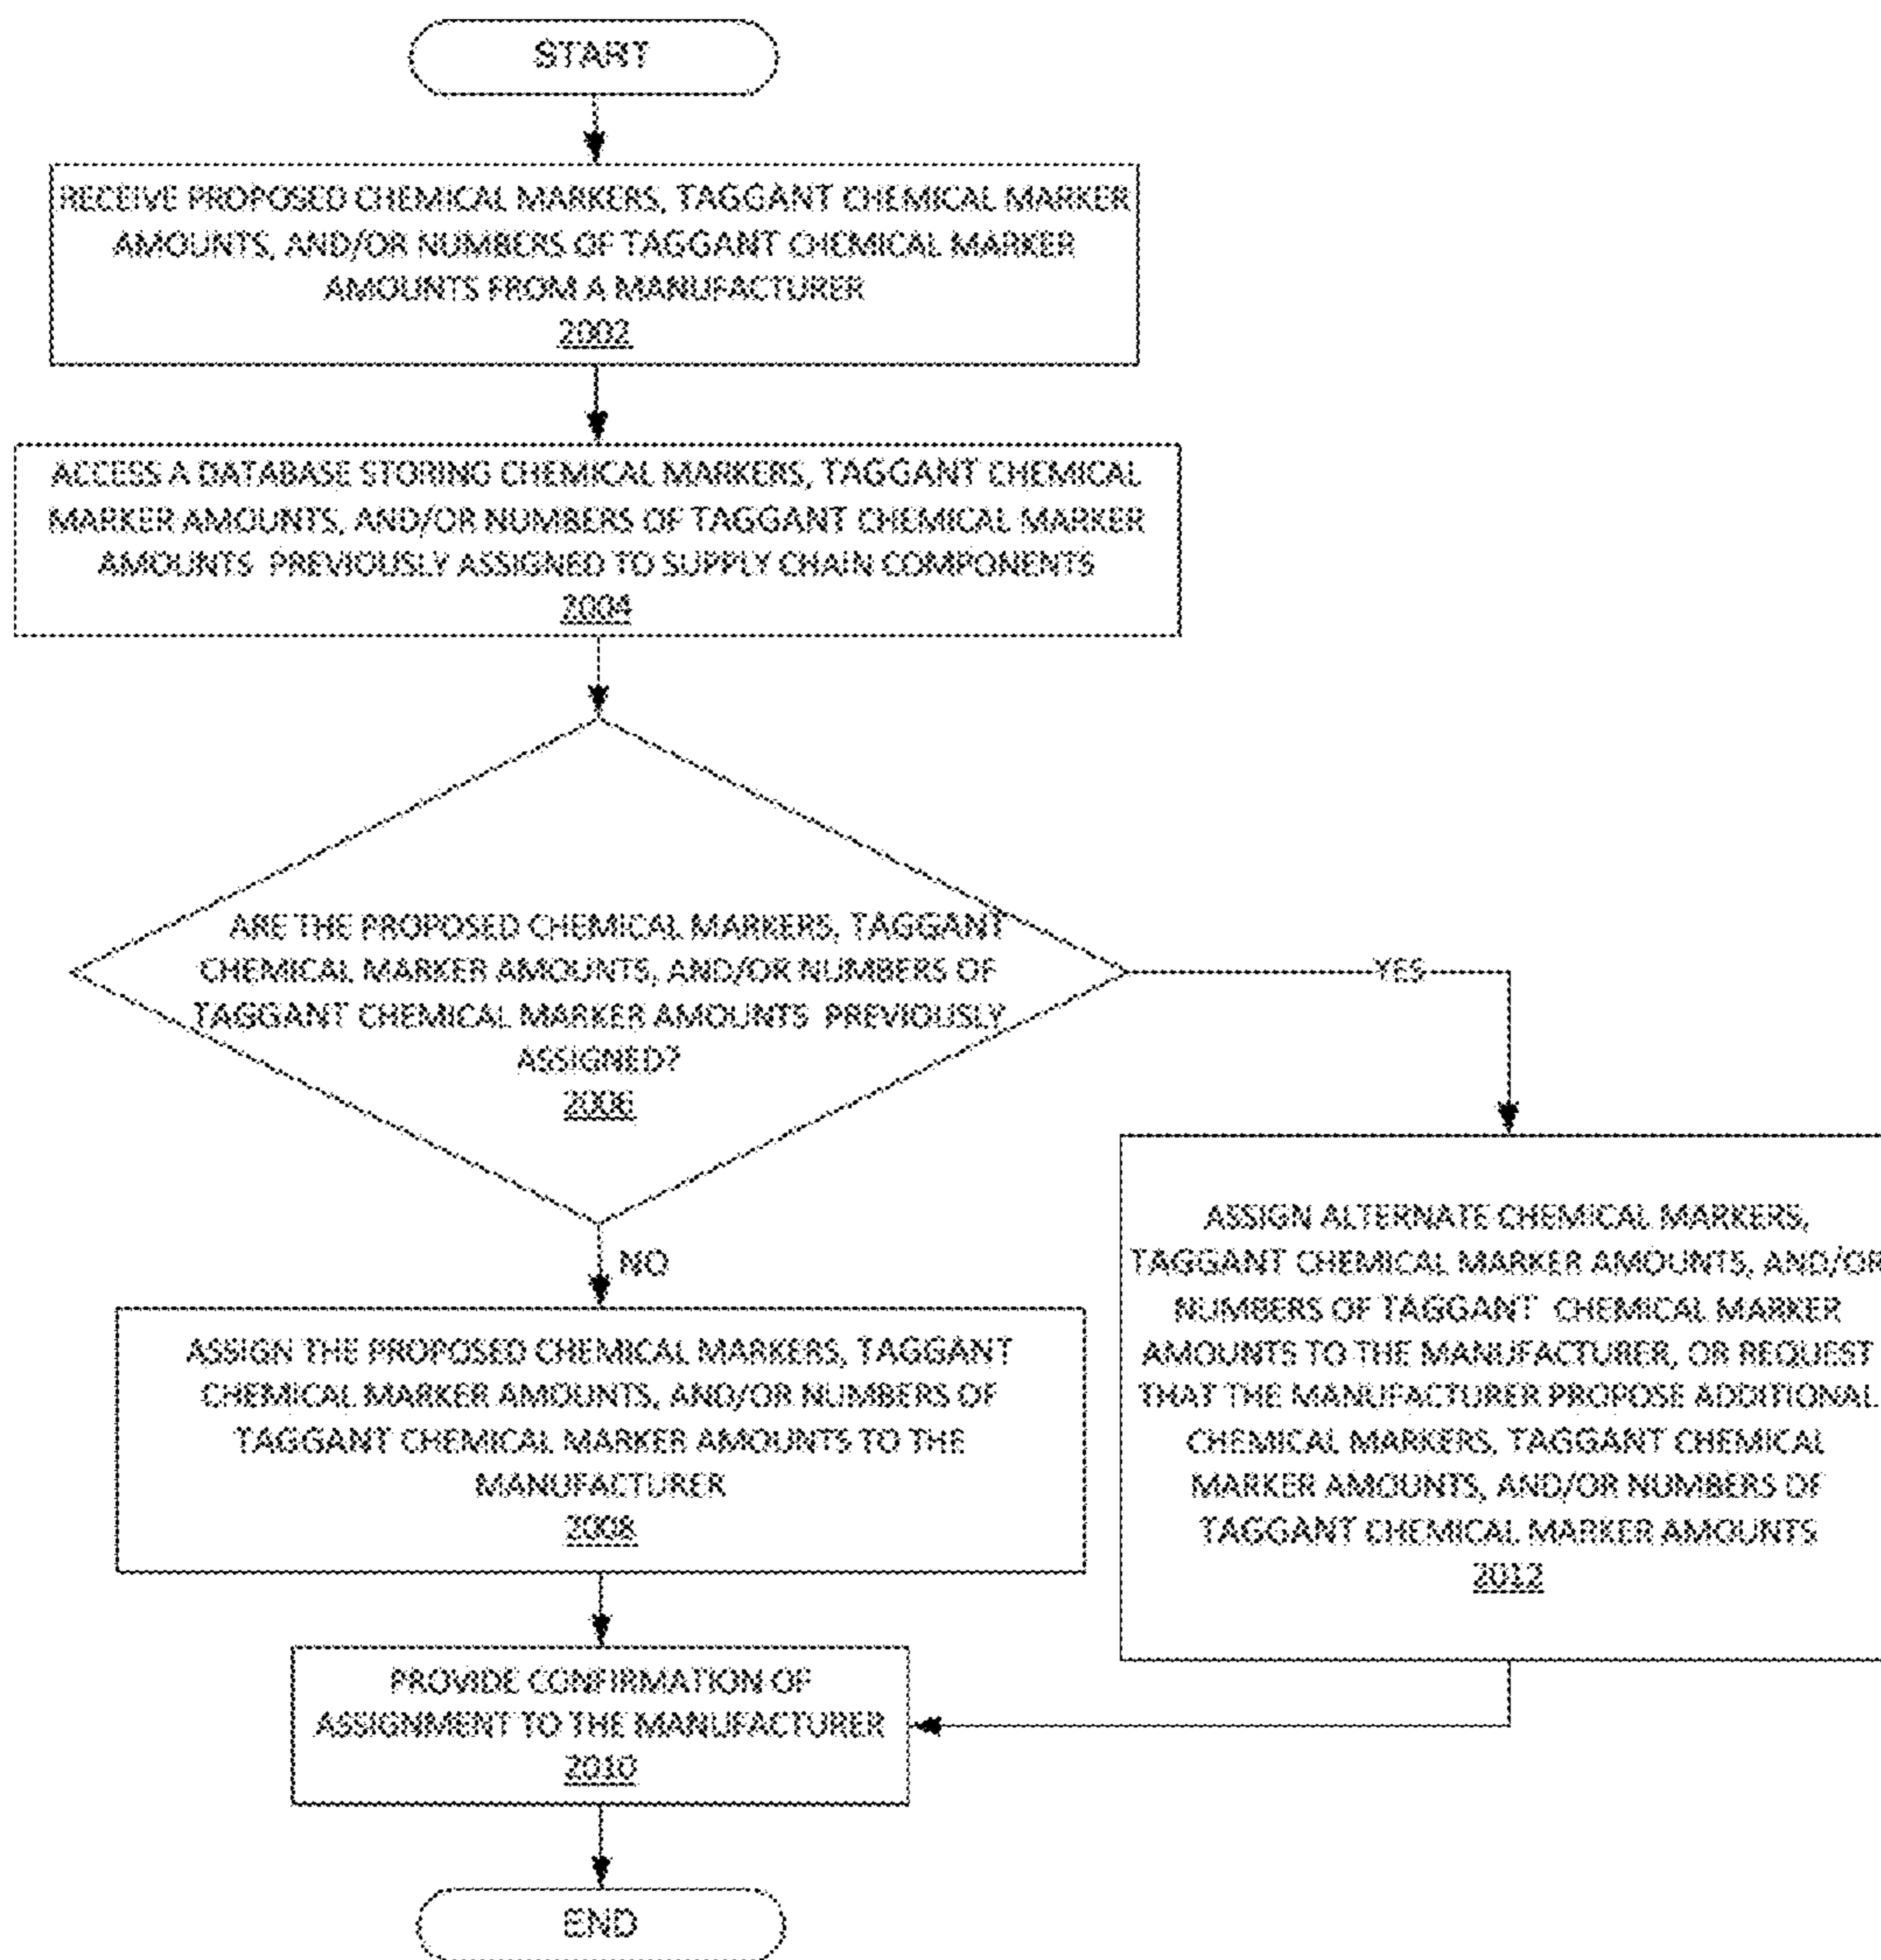 START
RECEIVE PROPOSED CHEMICAL MARKERS, TAGGANT CHEMICAL MARKER
AMOUNTS, AND/OR NUMBERS OF TAGGANT CHEMICAL MARKER
AMOUNTS FROM A MANUFACTURER
2002
ACCESS A DATABASE STORING CHEMICAL MARKERS, TAGGANT CHEMICAL
MARKER AMOUNTS, AND/OR NUMBERS OF TAGGANT CHEMICAL MARKER
AMOUNTS PREVIOUSLY ASSIGNED TO SUPPLY CHAIN COMPONENTS
2004
ARE THE PROPOSED CHEMICAL MARKERS, TAGGANT
CHEMICAL MARKER AMOUNTS, AND/OR NUMBERS OF
TAGGANT CHEMICAL MARKER AMOUNTS PREVIOUSLY
ASSIGNED?
2006
YES
NO
ASSIGN THE PROPOSED CHEMICAL MARKERS, TAGGANT
CHEMICAL MARKER AMOUNTS, AND/OR NUMBERS OF
TAGGANT CHEMICAL MARKER AMOUNTS TO THE
MANUFACTURER
2008
ASSIGN ALTERNATE CHEMICAL MARKERS,
TAGGANT CHEMICAL MARKER AMOUNTS, AND/OR
NUMBERS OF TAGGANT CHEMICAL MARKER
AMOUNTS TO THE MANUFACTURER, OR REQUEST
THAT THE MANUFACTURER PROPOSE ADDITIONAL
CHEMICAL MARKERS, TAGGANT CHEMICAL
MARKER AMOUNTS, AND/OR NUMBERS OF
TAGGANT CHEMICAL MARKER AMOUNTS
2012
PROVIDE CONFIRMATION OF
ASSIGNMENT TO THE MANUFACTURER
2010
END